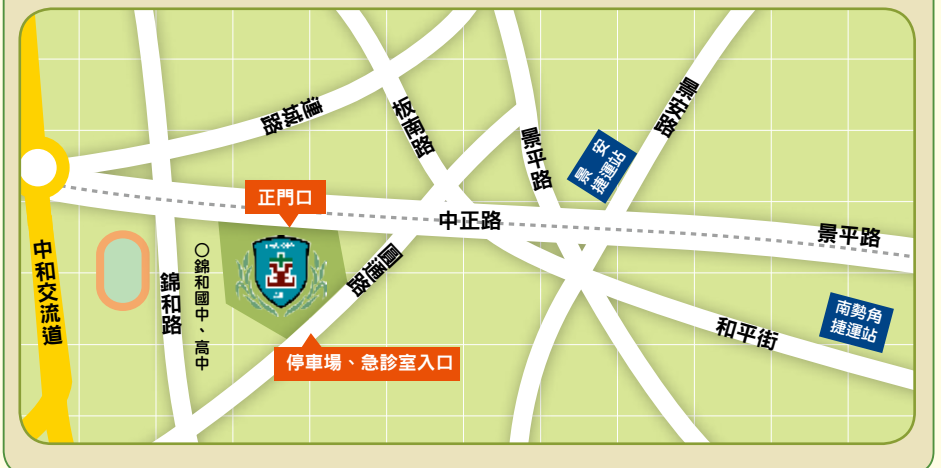 連城路
板南路
景平路
景安路
景安
捷運站
正門口
中正路
景平路
中和交流道
錦和路
〇錦和國中、高中
圓通路
南勢角
捷運站
和平街
停車場、急診室入口